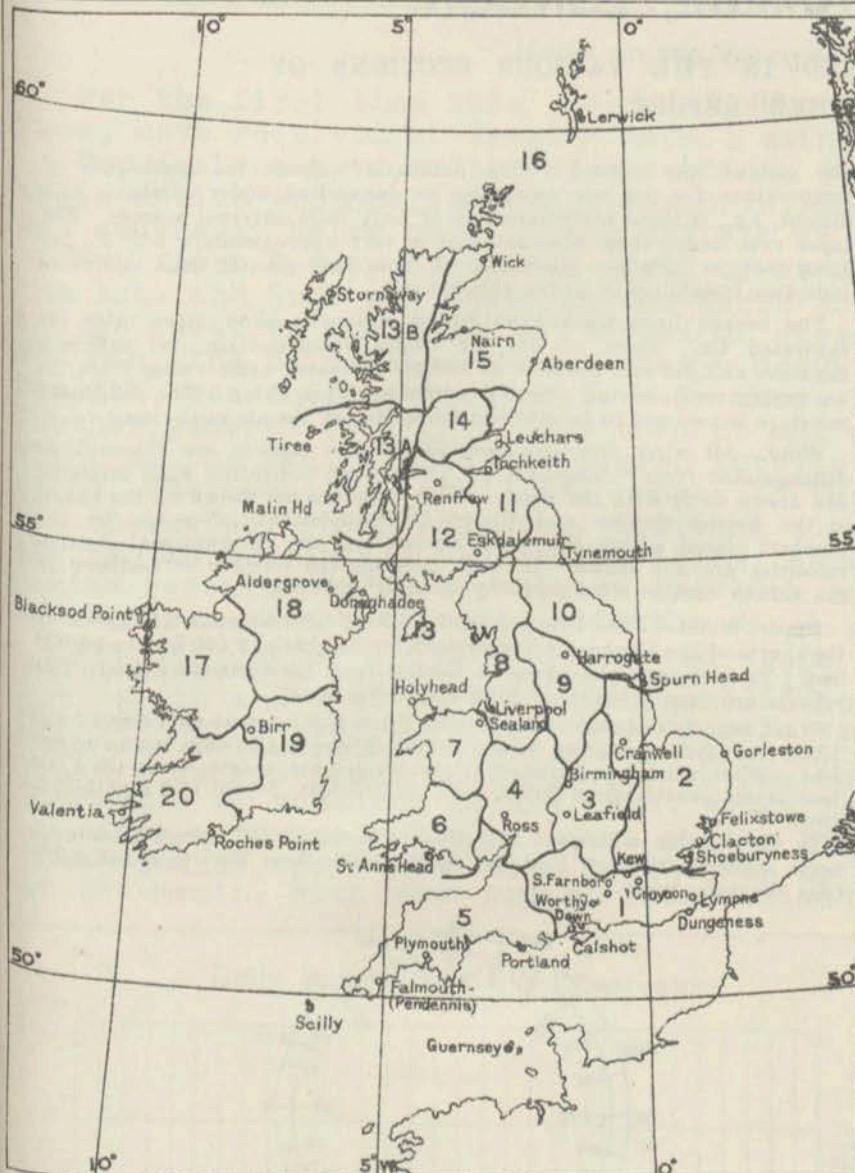 10°
5°
0°
60°
Lerwick
16
Wick
Stornoway
13 B
Nairn
15
Aberdeen
14
Tiree
13 A
Leuchars
Inchkeith
Renfrew
11
Malin Hd
55°
12
Eskdalemuir
55°
Tynemouth
Aldergrove
18
Donaghadee
Blacksod Point
10
13
17
Harrogate
8
9
Spurn Head
Holyhead
Liverpool
Sealand
Birr
19
7
Cranwell
Gorleston
Birmingham
2
20
4
3
Valentia
Ross
Leafield
Felixstowe
6
Clacton
Roches Point
Kew
Shoeburyness
St Anns Head
S. Farnboro
Croydon
Lympne
Worthy
Down
1
Dungeness
5
Calshot
Plymouth
Portland
50°
50°
Falmouth-
(Pendennis)
Scilly
Guernsey
10°
5°W
0°